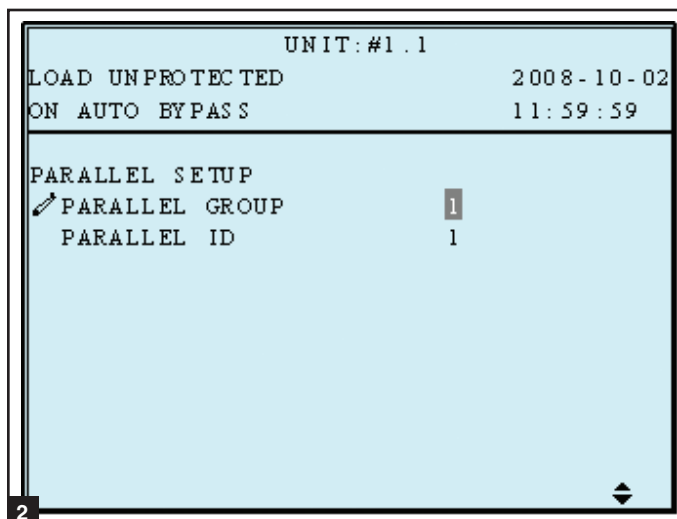 UNIT:#1.1
LOAD UNPROTECTED 2008-10-02
ON AUTO BYPASS 11:59:59
PARALLEL SETUP
PARALLEL GROUP 1
PARALLEL ID 1
2